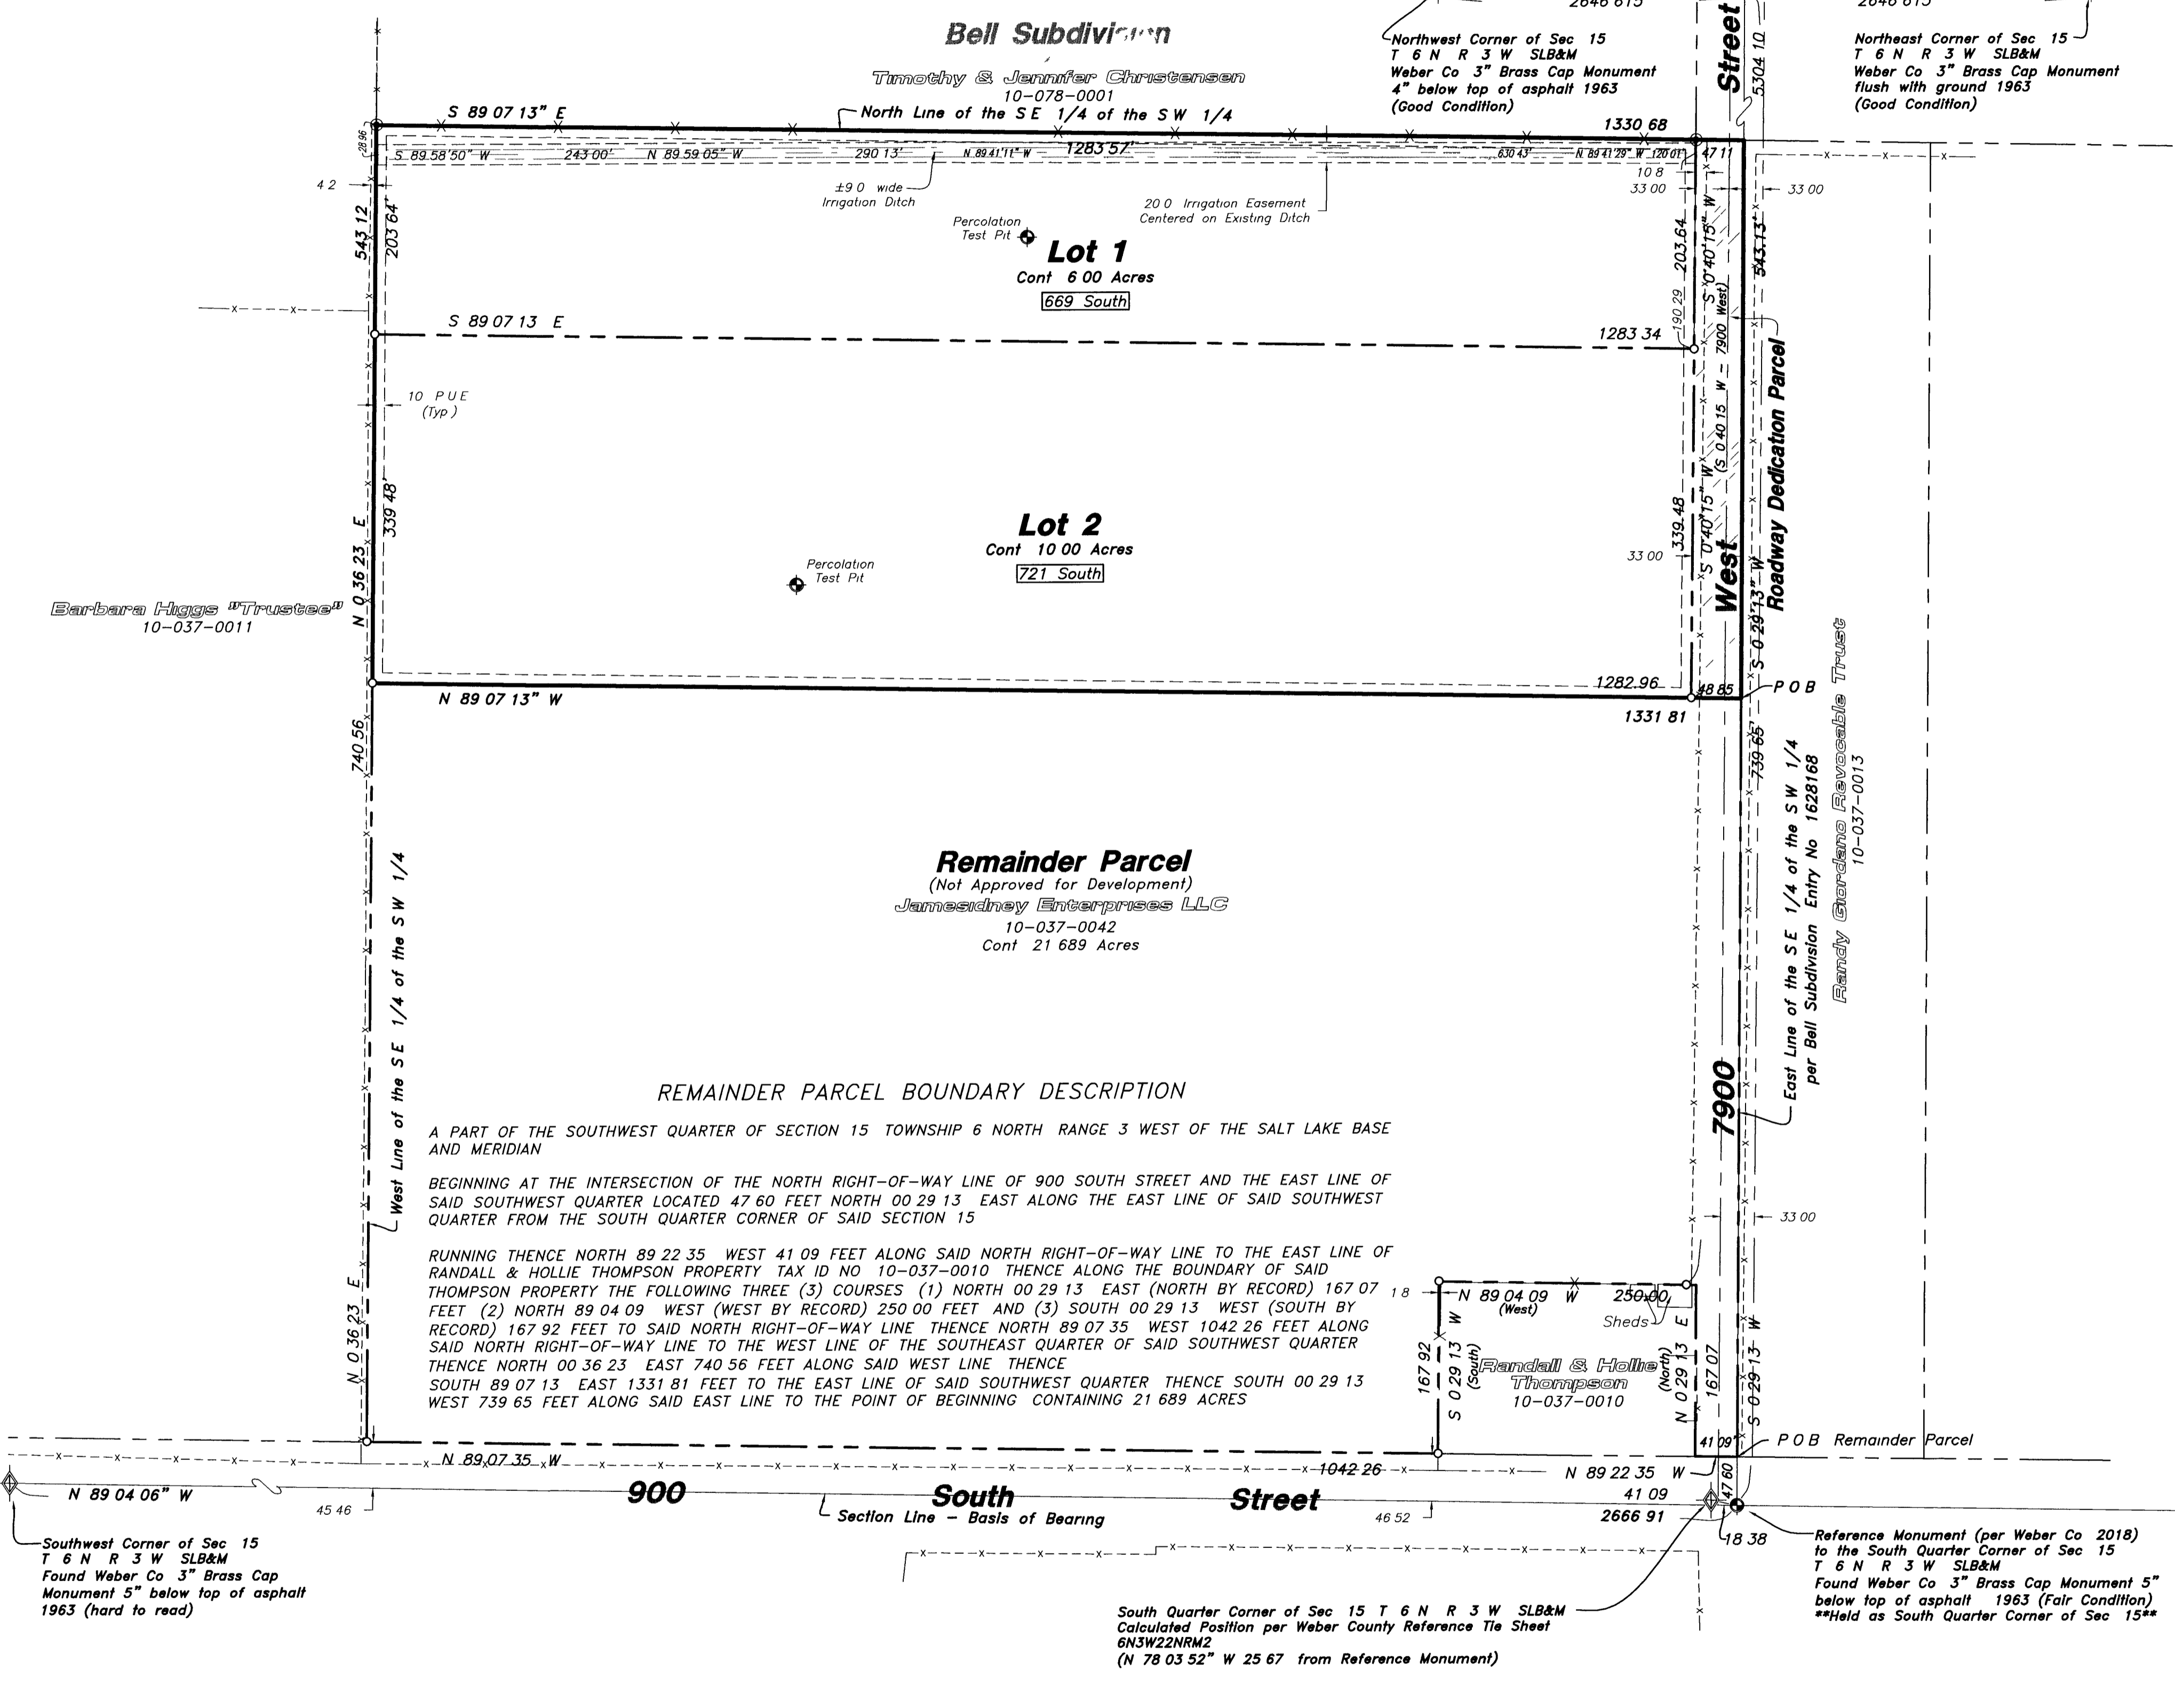 2646 615
2646 615
Bell Subdivision
Timothy & Jennifer Christensen
10-078-0001
North Line of the S E 1/4 of the S W 1/4
Northwest Corner of Sec 15
T 6 N R 3 W SLB&M
Weber Co 3" Brass Cap Monument
4" below top of asphalt 1963
(Good Condition)
Street
5304 10
Northeast Corner of Sec 15
T 6 N R 3 W SLB&M
Weber Co 3" Brass Cap Monument
flush with ground 1963
(Good Condition)
S 89 07 13" E
1330 68
28 96
S 89.58'50" W
243 00'
N 89 59 05" W
290 13'
N 89 41'11" W
1283 57'
630 43'
N 89 41'29" W
120 01'
47 11
10 8
33 00
33 00
4 2
±9 0 wide
Irrigation Ditch
20 0 Irrigation Easement
Centered on Existing Ditch
543 12
203 64'
Percolation
Test Pit
Lot 1
Cont 6 00 Acres
669 South
203.64
190 29
S 0°40'15" W
(S 0 40 15 W - 7900 West)
543.13'
S 89 07 13 E
1283 34
10 P U E
(Typ )
Roadway Dedication Parcel
339 48'
339.48
S 0°40'15" W
33 00
West
S 0 29'13" W
Lot 2
Cont 10 00 Acres
721 South
Percolation
Test Pit
N 0 36 23 E
Barbara Higgs "Trustee"
10-037-0011
Randy Giordano Revocable Trust
10-037-0013
1282.96
48 85
P O B
N 89 07 13" W
1331 81
740 56
739 65'
East Line of the S E 1/4 of the S W 1/4
per Bell Subdivision Entry No 1628168
West Line of the S E 1/4 of the S W 1/4
Remainder Parcel
(Not Approved for Development)
Jamesidney Enterprises LLC
10-037-0042
Cont 21 689 Acres
7900
REMAINDER PARCEL BOUNDARY DESCRIPTION
A PART OF THE SOUTHWEST QUARTER OF SECTION 15 TOWNSHIP 6 NORTH RANGE 3 WEST OF THE SALT LAKE BASE
AND MERIDIAN
BEGINNING AT THE INTERSECTION OF THE NORTH RIGHT-OF-WAY LINE OF 900 SOUTH STREET AND THE EAST LINE OF
SAID SOUTHWEST QUARTER LOCATED 47 60 FEET NORTH 00 29 13 EAST ALONG THE EAST LINE OF SAID SOUTHWEST
QUARTER FROM THE SOUTH QUARTER CORNER OF SAID SECTION 15
RUNNING THENCE NORTH 89 22 35 WEST 41 09 FEET ALONG SAID NORTH RIGHT-OF-WAY LINE TO THE EAST LINE OF
RANDALL & HOLLIE THOMPSON PROPERTY TAX ID NO 10-037-0010 THENCE ALONG THE BOUNDARY OF SAID
THOMPSON PROPERTY THE FOLLOWING THREE (3) COURSES (1) NORTH 00 29 13 EAST (NORTH BY RECORD) 167 07
FEET (2) NORTH 89 04 09 WEST (WEST BY RECORD) 250 00 FEET AND (3) SOUTH 00 29 13 WEST (SOUTH BY
RECORD) 167 92 FEET TO SAID NORTH RIGHT-OF-WAY LINE THENCE NORTH 89 07 35 WEST 1042 26 FEET ALONG
SAID NORTH RIGHT-OF-WAY LINE TO THE WEST LINE OF THE SOUTHEAST QUARTER OF SAID SOUTHWEST QUARTER
THENCE NORTH 00 36 23 EAST 740 56 FEET ALONG SAID WEST LINE THENCE
SOUTH 89 07 13 EAST 1331 81 FEET TO THE EAST LINE OF SAID SOUTHWEST QUARTER THENCE SOUTH 00 29 13
WEST 739 65 FEET ALONG SAID EAST LINE TO THE POINT OF BEGINNING CONTAINING 21 689 ACRES
33 00
N 0 36 23 E
1 8
N 89 04 09 W
(West)
250.00
Sheds
167 92
S 0 29 13 W
(South)
Randall & Hollie
Thompson
10-037-0010
(North)
N 0 29 13 E
167 07
S 0 29 13 W
41 09'
P O B Remainder Parcel
N 89 07 35 W
1042 26
N 89 22 35 W
41 09
47 60
N 89 04 06" W
45 46
900 South Street
Section Line - Basis of Bearing
46 52
2666 91
18 38
Southwest Corner of Sec 15
T 6 N R 3 W SLB&M
Found Weber Co 3" Brass Cap
Monument 5" below top of asphalt
1963 (hard to read)
Reference Monument (per Weber Co 2018)
to the South Quarter Corner of Sec 15
T 6 N R 3 W SLB&M
Found Weber Co 3" Brass Cap Monument 5"
below top of asphalt 1963 (Fair Condition)
**Held as South Quarter Corner of Sec 15**
South Quarter Corner of Sec 15 T 6 N R 3 W SLB&M
Calculated Position per Weber County Reference Tie Sheet
6N3W22NRM2
(N 78 03 52" W 25 67 from Reference Monument)